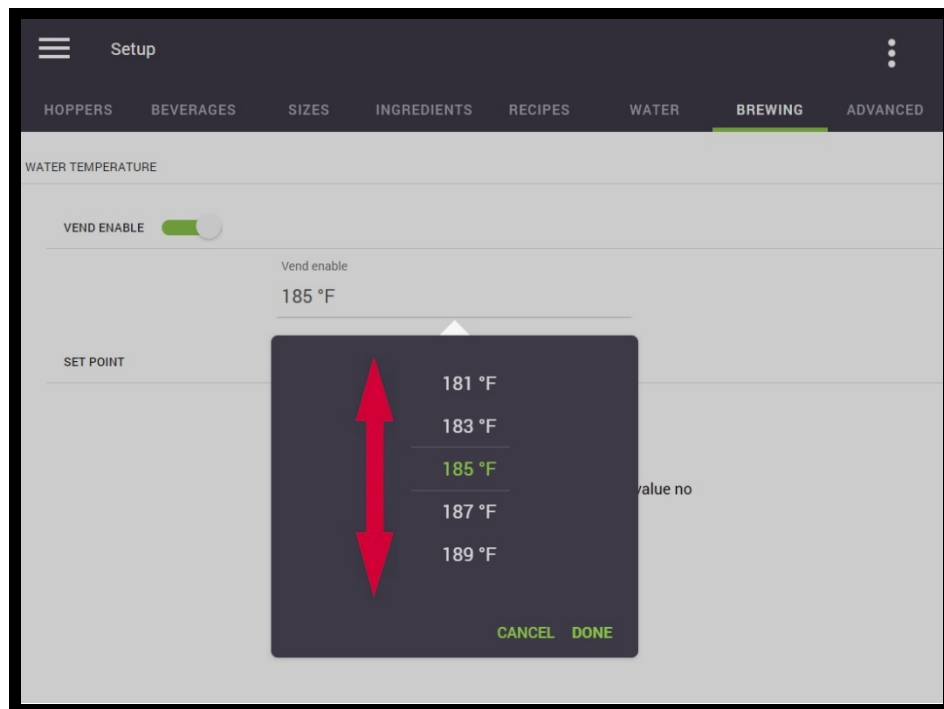 Setup
HOPPERS BEVERAGES SIZES INGREDIENTS RECIPES WATER BREWING ADVANCED
WATER TEMPERATURE
VEND ENABLE
Vend enable
185 °F
SET POINT
181 °F
183 °F
185 °F
value no
187 °F
189 °F
CANCEL DONE